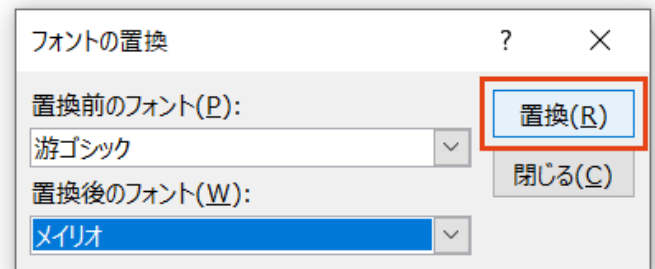 フォントの置換
?
×
置換前のフォント(P):
置換(R)
游ゴシック
閉じる(C)
置換後のフォント(W):
メイリオ